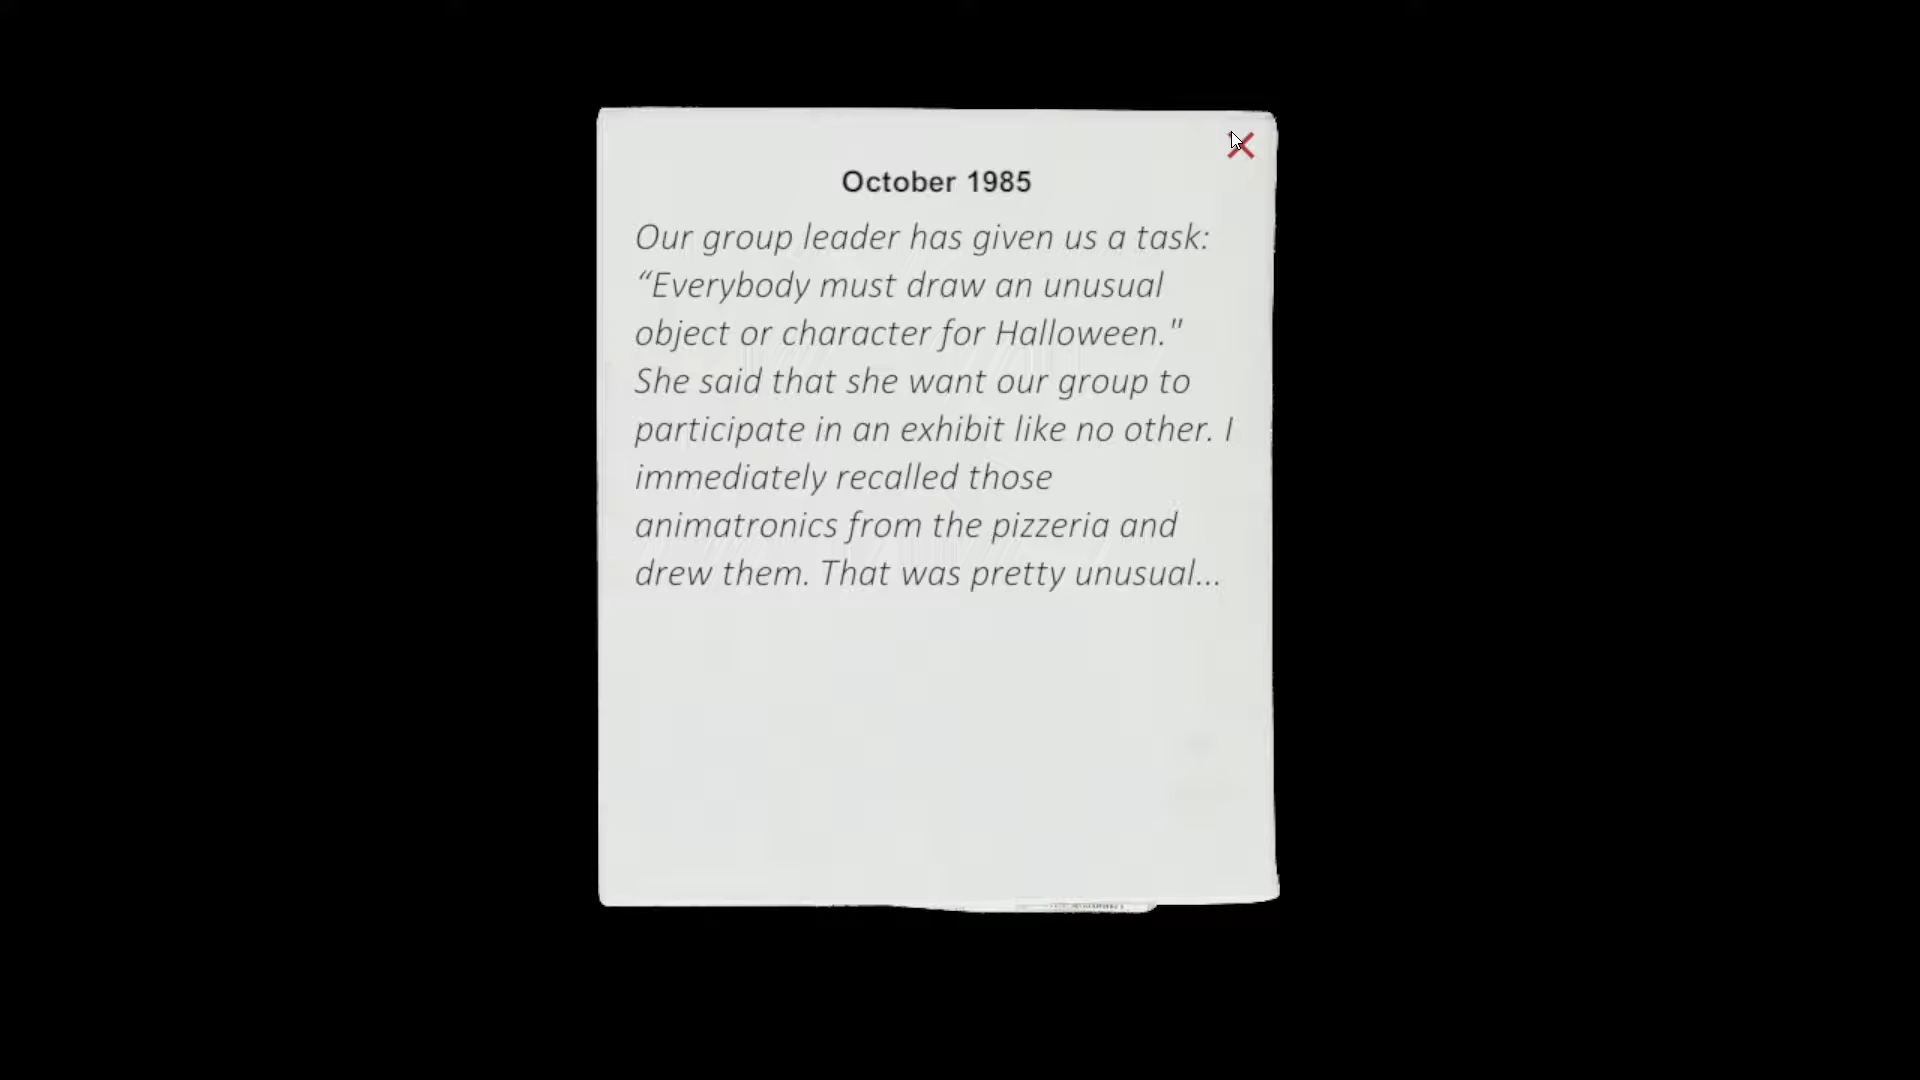 October 1985
Our group leader has given us a task:
“Everybody must draw an unusual
object or character for Halloween."
She said that she want our group to
participate in an exhibit like no other. I
immediately recalled those
animatronics from the pizzeria and
drew them. That was pretty unusual...